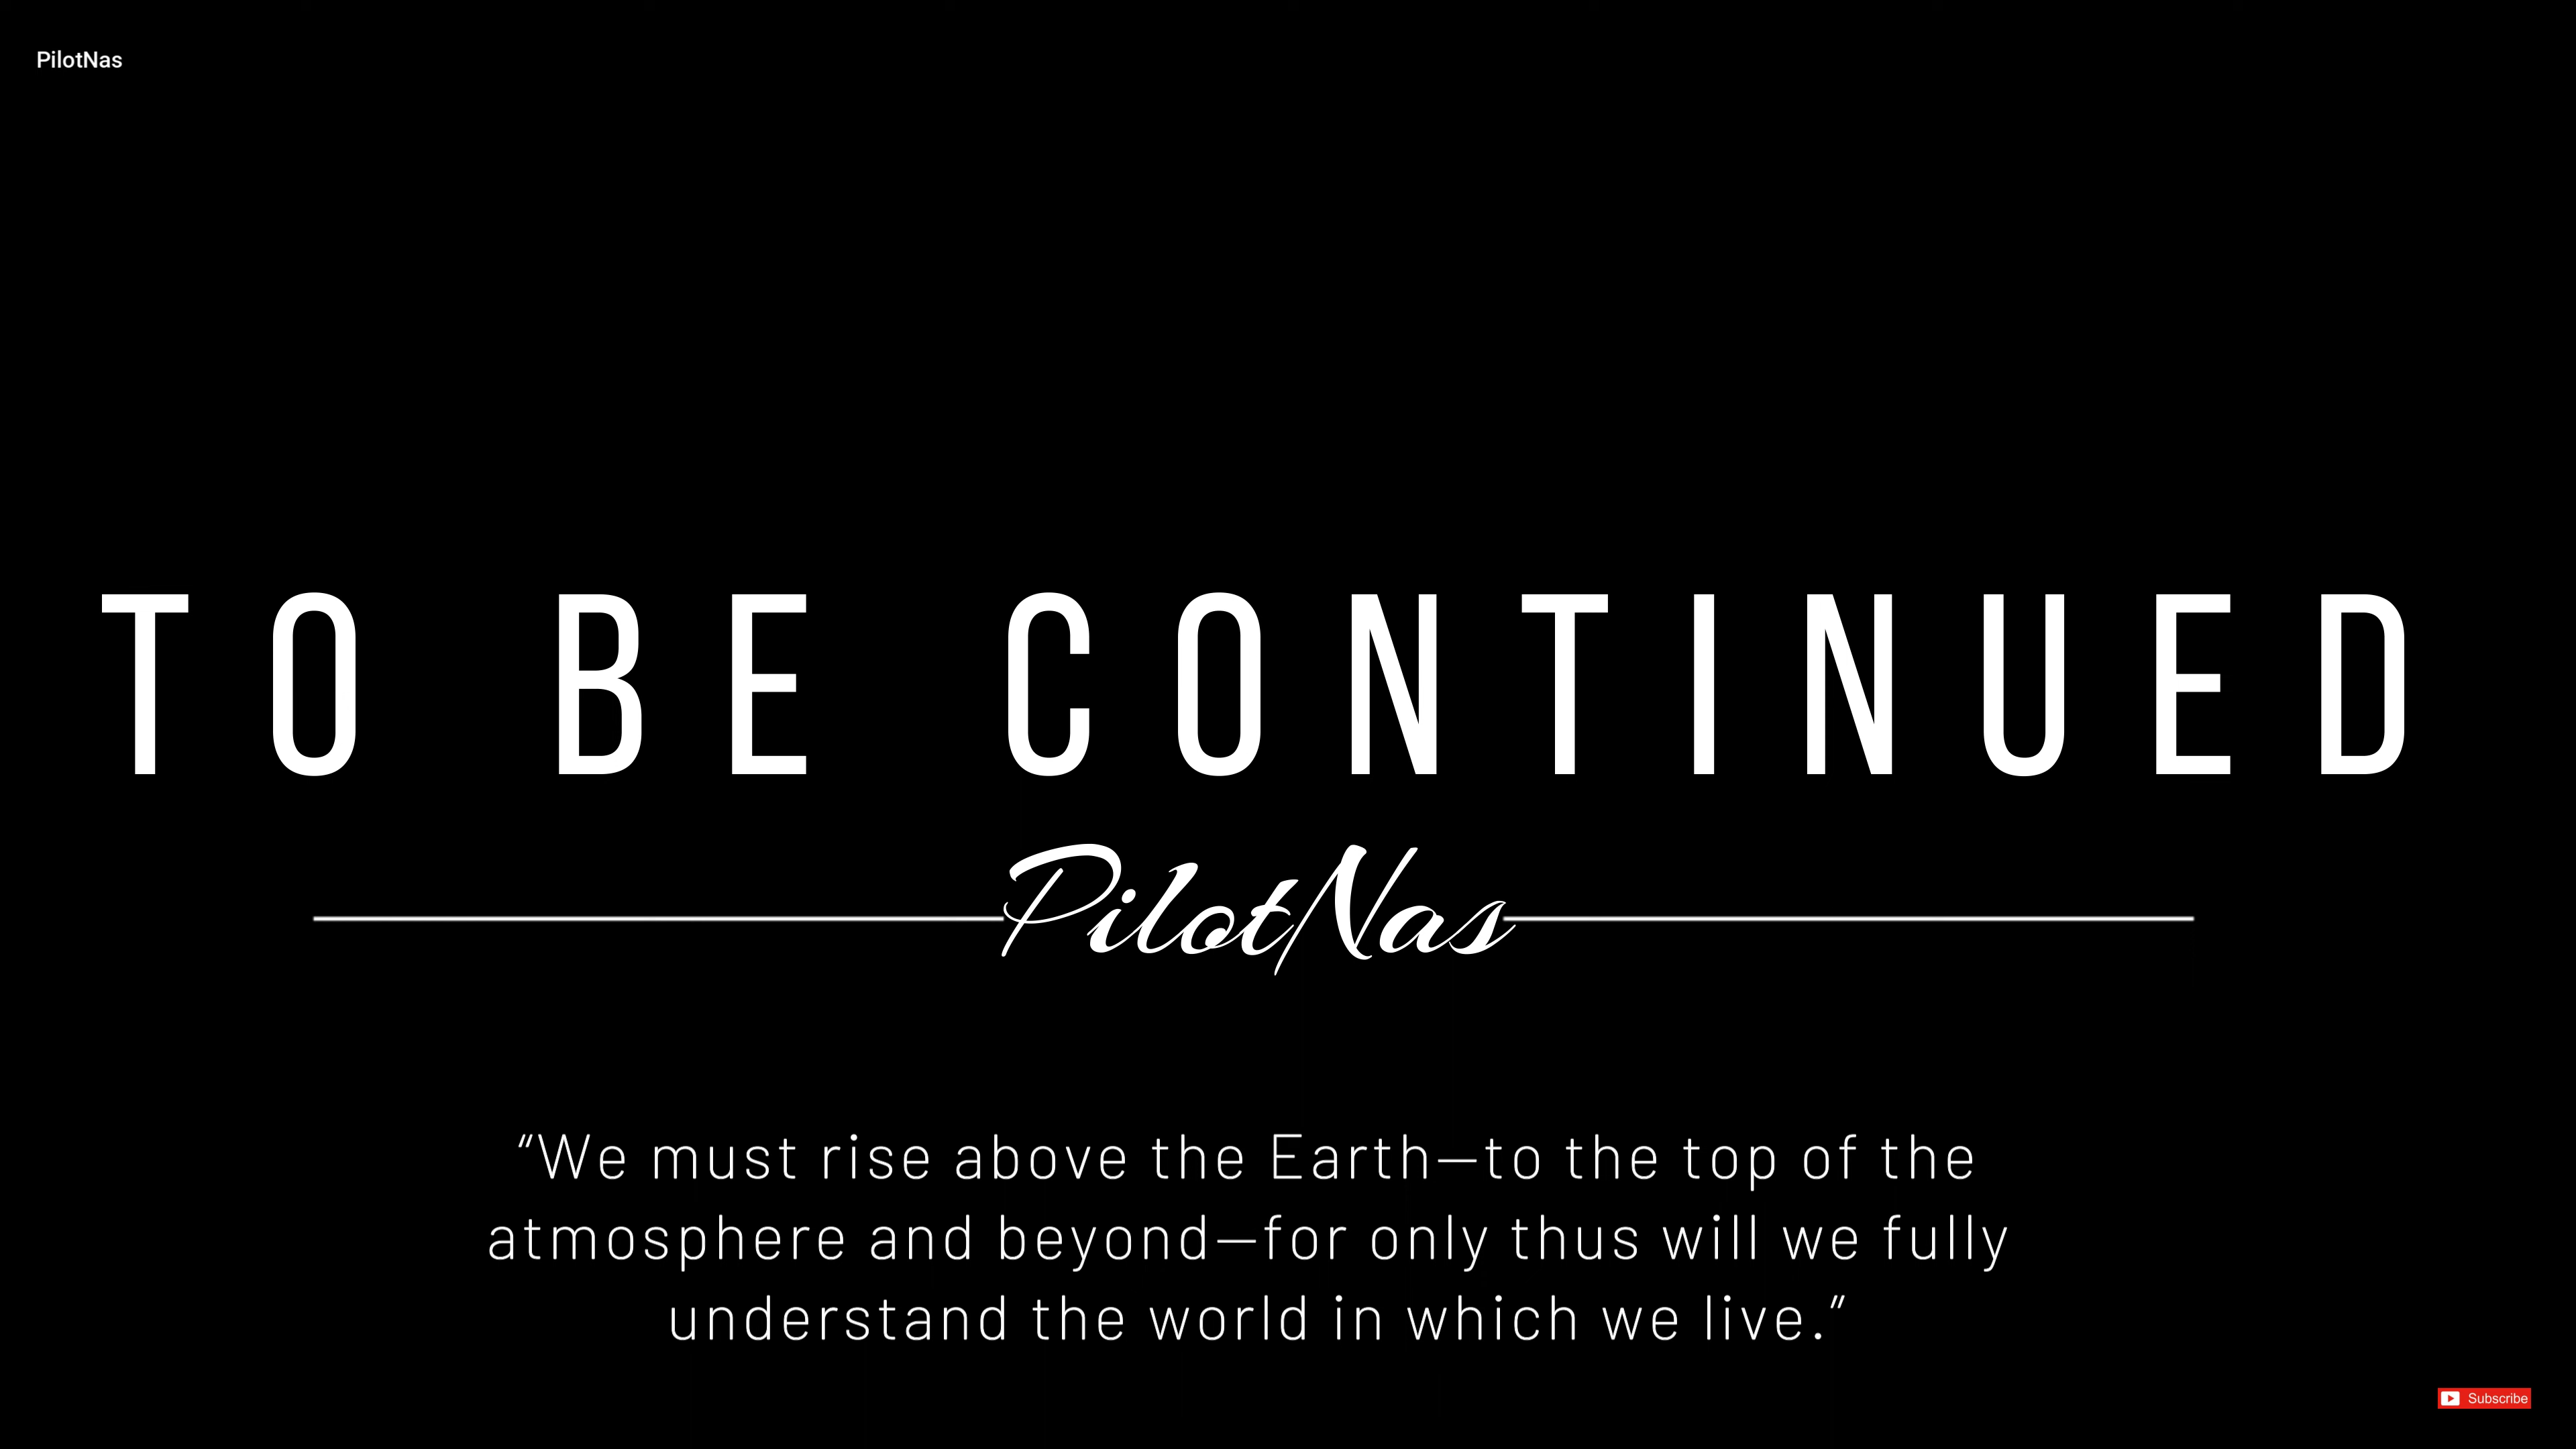 PilotNas
TO BE CONTINUED
PilotNas
“We must rise above the Earth—to the top of the
atmosphere and beyond—for only thus will we fully
understand the world in which we live.”
Subscribe